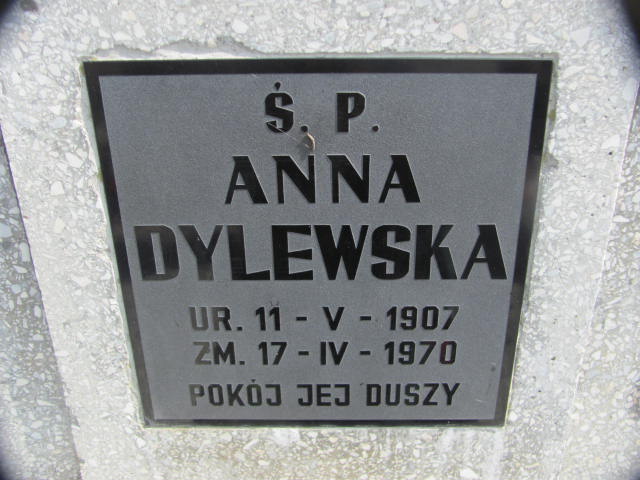 Ś. P.
ANNA
DYLEWSKA
UR. 11 - V - 1907
ZM. 17 - IV - 1970
POKÓJ JEJ DUSZY